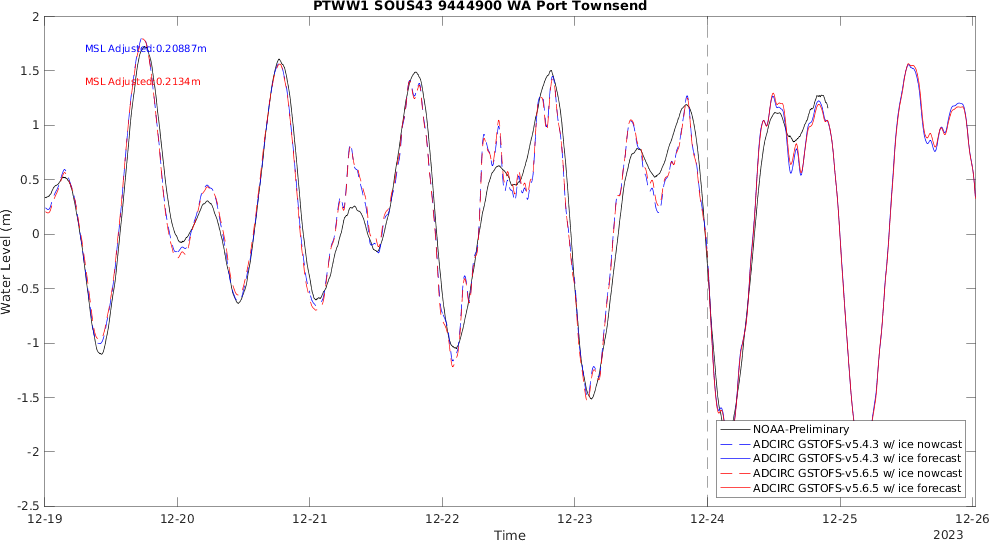 PTWW1 SOUS43 9444900 WA Port Townsend
2
1.5
1
0.5
0
-0.5
-1
-1.5
-2
-2.5
Water Level (m)
MSL Adjusted:0.20887m
MSL Adjusted:0.2134m
NOAA-Preliminary
ADCIRC GSTOFS-v5.4.3 w/ ice nowcast
ADCIRC GSTOFS-v5.4.3 w/ ice forecast
ADCIRC GSTOFS-v5.6.5 w/ ice nowcast
ADCIRC GSTOFS-v5.6.5 w/ ice forecast
12-19 12-20 12-21 12-22 12-23 12-24 12-25 12-26
Time
2023